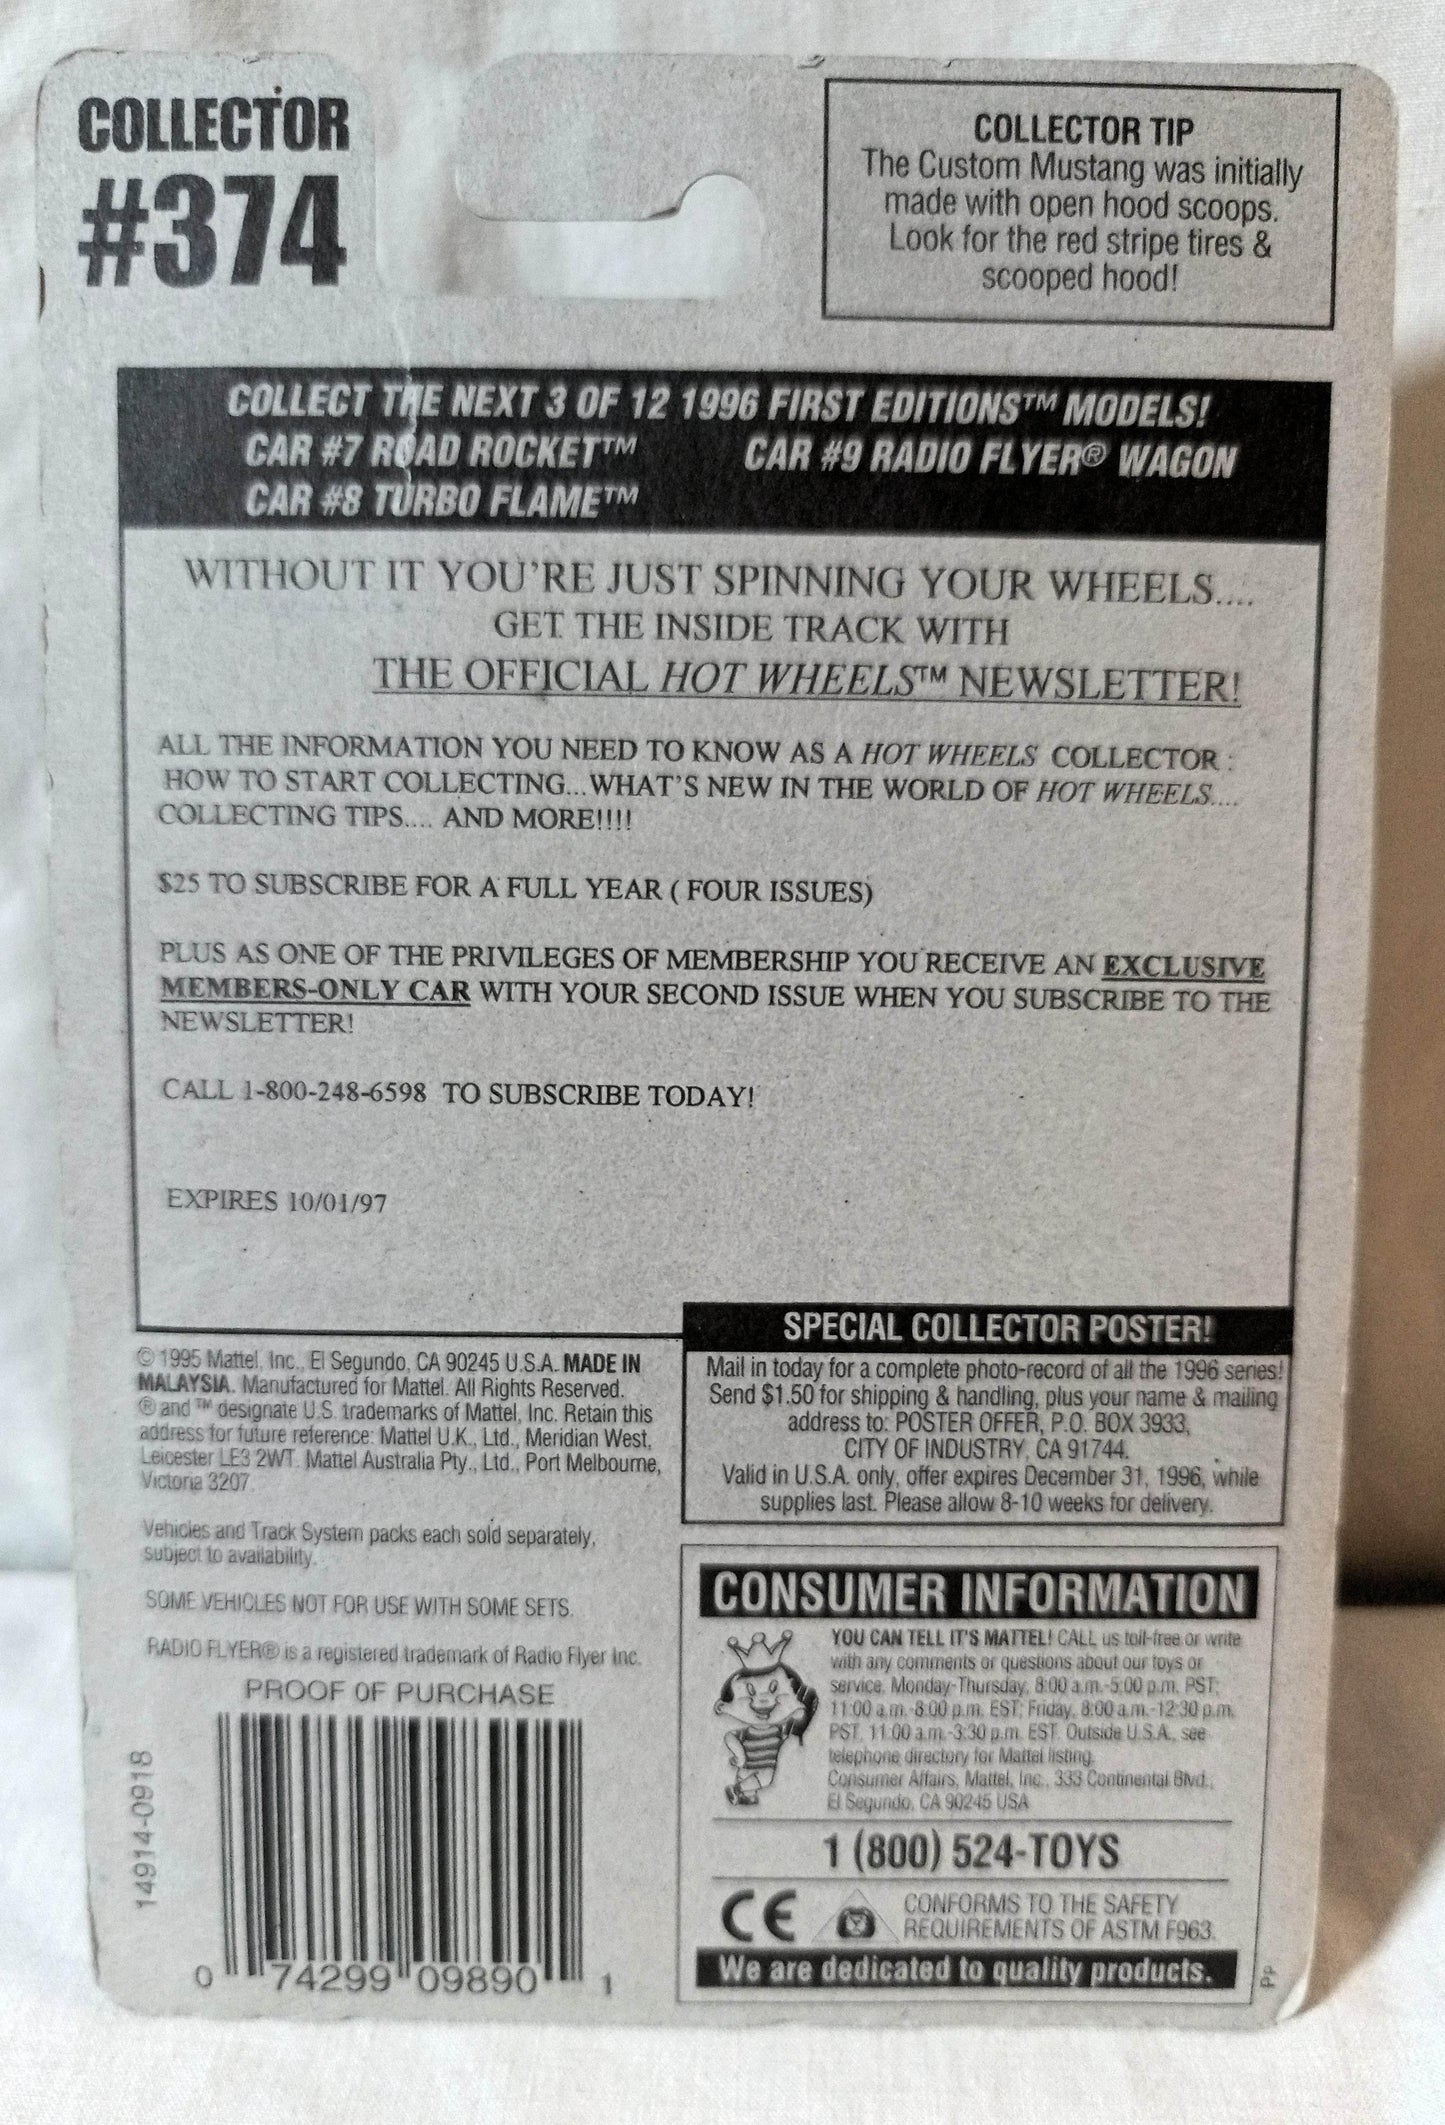 COLLECTOR
#374
COLLECTOR TIP
The Custom Mustang was initially
made with open hood scoops.
Look for the red stripe tires &
scooped hood!
COLLECT THE NEXT 3 OF 12 1996 FIRST EDITIONS™ MODELS!
CAR #7 ROAD ROCKET™
CAR #9 RADIO FLYER® WAGON
CAR #8 TURBO FLAME™
WITHOUT IT YOU'RE JUST SPINNING YOUR WHEELS....
GET THE INSIDE TRACK WITH
THE OFFICIAL HOT WHEELS™ NEWSLETTER!
ALL THE INFORMATION YOU NEED TO KNOW AS A HOT WHEELS COLLECTOR :
HOW TO START COLLECTING...WHAT'S NEW IN THE WORLD OF HOT WHEELS....
COLLECTING TIPS.... AND MORE!!!!
$25 TO SUBSCRIBE FOR A FULL YEAR ( FOUR ISSUES)
PLUS AS ONE OF THE PRIVILEGES OF MEMBERSHIP YOU RECEIVE AN EXCLUSIVE
MEMBERS-ONLY CAR WITH YOUR SECOND ISSUE WHEN YOU SUBSCRIBE TO THE
NEWSLETTER!
CALL 1-800-248-6598 TO SUBSCRIBE TODAY!
EXPIRES 10/01/97
© 1995 Mattel, Inc., El Segundo, CA 90245 U.S.A. MADE IN
MALAYSIA. Manufactured for Mattel. All Rights Reserved.
® and ™ designate U.S. trademarks of Mattel, Inc. Retain this
address for future reference: Mattel U.K., Ltd., Meridian West,
Leicester LE3 2WT. Mattel Australia Pty., Ltd., Port Melbourne,
Victoria 3207.
Vehicles and Track System packs each sold separately,
subject to availability.
SOME VEHICLES NOT FOR USE WITH SOME SETS.
RADIO FLYER® is a registered trademark of Radio Flyer Inc.
PROOF OF PURCHASE
14914-0918
0 74299 09890 1
SPECIAL COLLECTOR POSTER!
Mail in today for a complete photo-record of all the 1996 series!
Send $1.50 for shipping & handling, plus your name & mailing
address to: POSTER OFFER, P.O. BOX 3933,
CITY OF INDUSTRY, CA 91744.
Valid in U.S.A. only, offer expires December 31, 1996, while
supplies last. Please allow 8-10 weeks for delivery.
CONSUMER INFORMATION
YOU CAN TELL IT'S MATTEL! CALL us toll-free or write
with any comments or questions about our toys or
service, Monday-Thursday, 8:00 a.m.-5:00 p.m. PST;
11:00 a.m.-8:00 p.m. EST; Friday, 8:00 a.m.-12:30 p.m.
PST, 11:00 a.m.-3:30 p.m. EST. Outside U.S.A., see
telephone directory for Mattel listing.
Consumer Affairs, Mattel, Inc., 333 Continental Blvd.,
El Segundo, CA 90245 USA
1 (800) 524-TOYS
CE
CONFORMS TO THE SAFETY
REQUIREMENTS OF ASTM F963.
We are dedicated to quality products.
PP